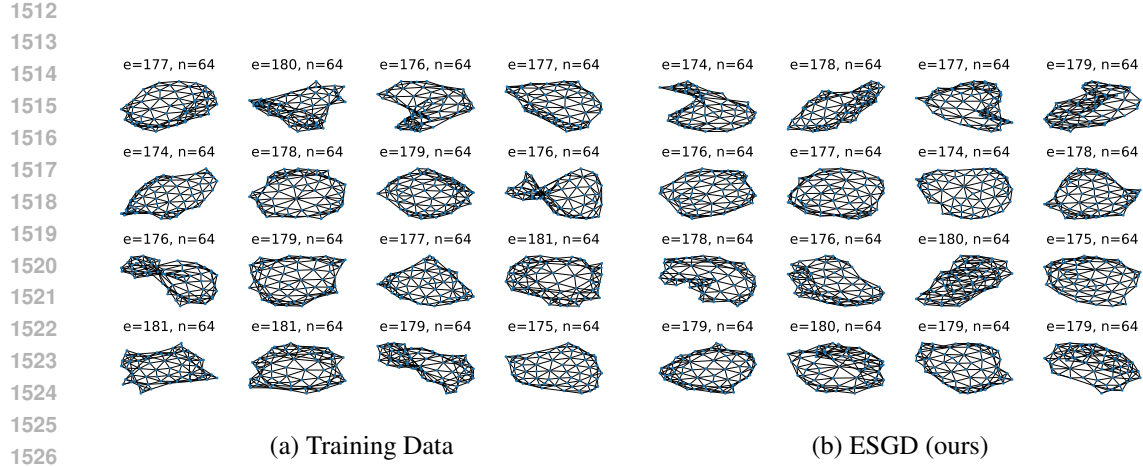 1512
1513
1514
1515
1516
1517
1518
1519
1520
1521
1522
1523
1524
1525
1526
e=177, n=64 e=180, n=64 e=176, n=64 e=177, n=64
e=174, n=64 e=178, n=64 e=179, n=64 e=176, n=64
e=176, n=64 e=179, n=64 e=177, n=64 e=181, n=64
e=181, n=64 e=181, n=64 e=179, n=64 e=175, n=64
(a) Training Data
e=174, n=64 e=178, n=64 e=177, n=64 e=179, n=64
e=176, n=64 e=177, n=64 e=174, n=64 e=178, n=64
e=178, n=64 e=176, n=64 e=180, n=64 e=175, n=64
e=179, n=64 e=180, n=64 e=179, n=64 e=179, n=64
(b) ESGD (ours)